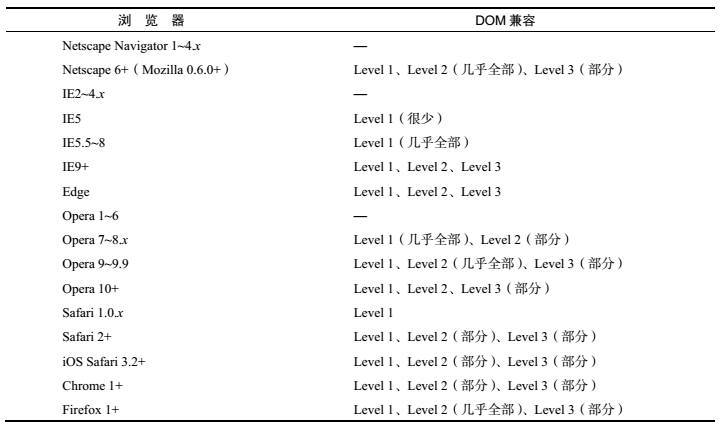 浏 览 器 DOM 兼容
Netscape Navigator 1~4.x —
Netscape 6+（Mozilla 0.6.0+） Level 1、Level 2（几乎全部）、Level 3（部分）
IE2~4.x —
IE5 Level 1（很少）
IE5.5~8 Level 1（几乎全部）
IE9+ Level 1、Level 2、Level 3
Edge Level 1、Level 2、Level 3
Opera 1~6 —
Opera 7~8.x Level 1（几乎全部）、Level 2（部分）
Opera 9~9.9 Level 1、Level 2（几乎全部）、Level 3（部分）
Opera 10+ Level 1、Level 2、Level 3（部分）
Safari 1.0.x Level 1
Safari 2+ Level 1、Level 2（部分）、Level 3（部分）
iOS Safari 3.2+ Level 1、Level 2（部分）、Level 3（部分）
Chrome 1+ Level 1、Level 2（部分）、Level 3（部分）
Firefox 1+ Level 1、Level 2（几乎全部）、Level 3（部分）